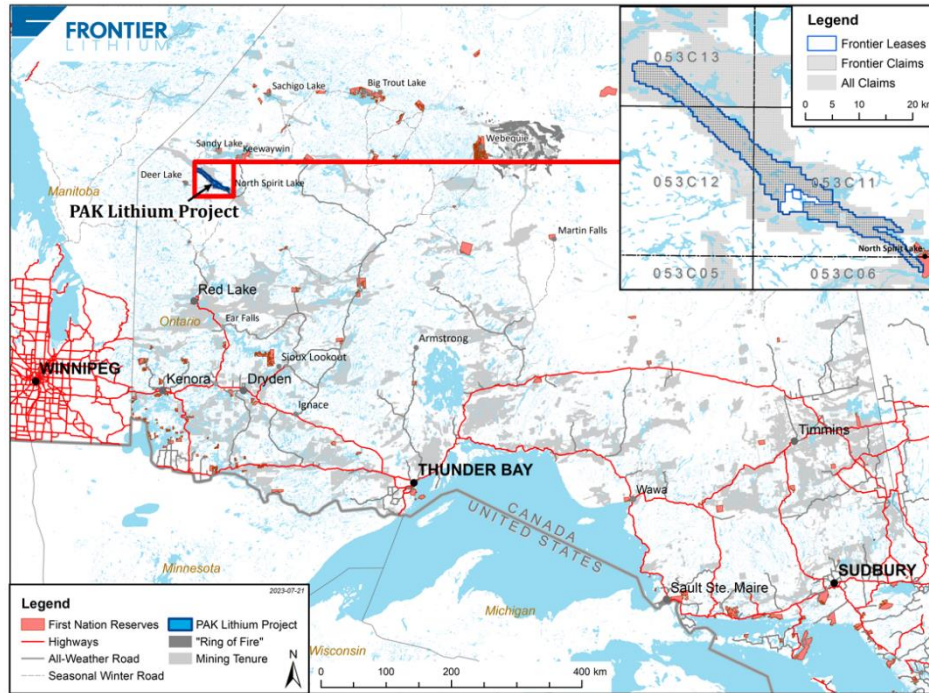 FRONTIER
LITHIUM
Sachigo Lake
Big Trout Lake
Sandy Lake
Keewaywin
Webequie
Deer Lake
North Spirit Lake
Manitoba
PAK Lithium Project
Martin Falls
Red Lake
Ontario
Ear Falls
Armstrong
Sioux Lookout
WINNIPEG
Kenora
Dryden
Ignace
Timmins
THUNDER BAY
Wawa
CANADA
UNITED STATES
Minnesota
SUDBURY
Sault Ste. Maire
Michigan
Wisconsin
0 100 200 400 km
2023-07-21
Legend
First Nation Reserves
Highways
All-Weather Road
Seasonal Winter Road
PAK Lithium Project
"Ring of Fire"
Mining Tenure
N
053C13
053C12
053C11
North Spirit Lake
053C05
053C06
Legend
Frontier Leases
Frontier Claims
All Claims
0 5 10 20 km